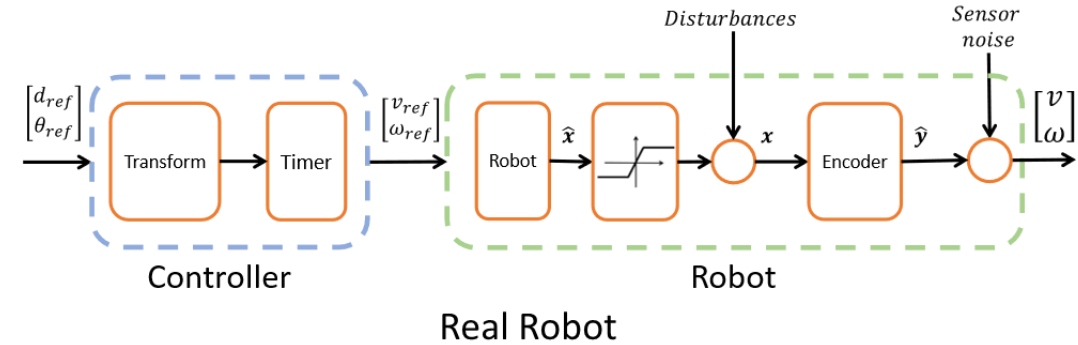 Disturbances
Sensor
noise
[d_ref
θ_ref]
Transform
Timer
[v_ref
ω_ref]
Robot
x̂
x
Encoder
ŷ
[v
ω]
Controller
Robot
Real Robot